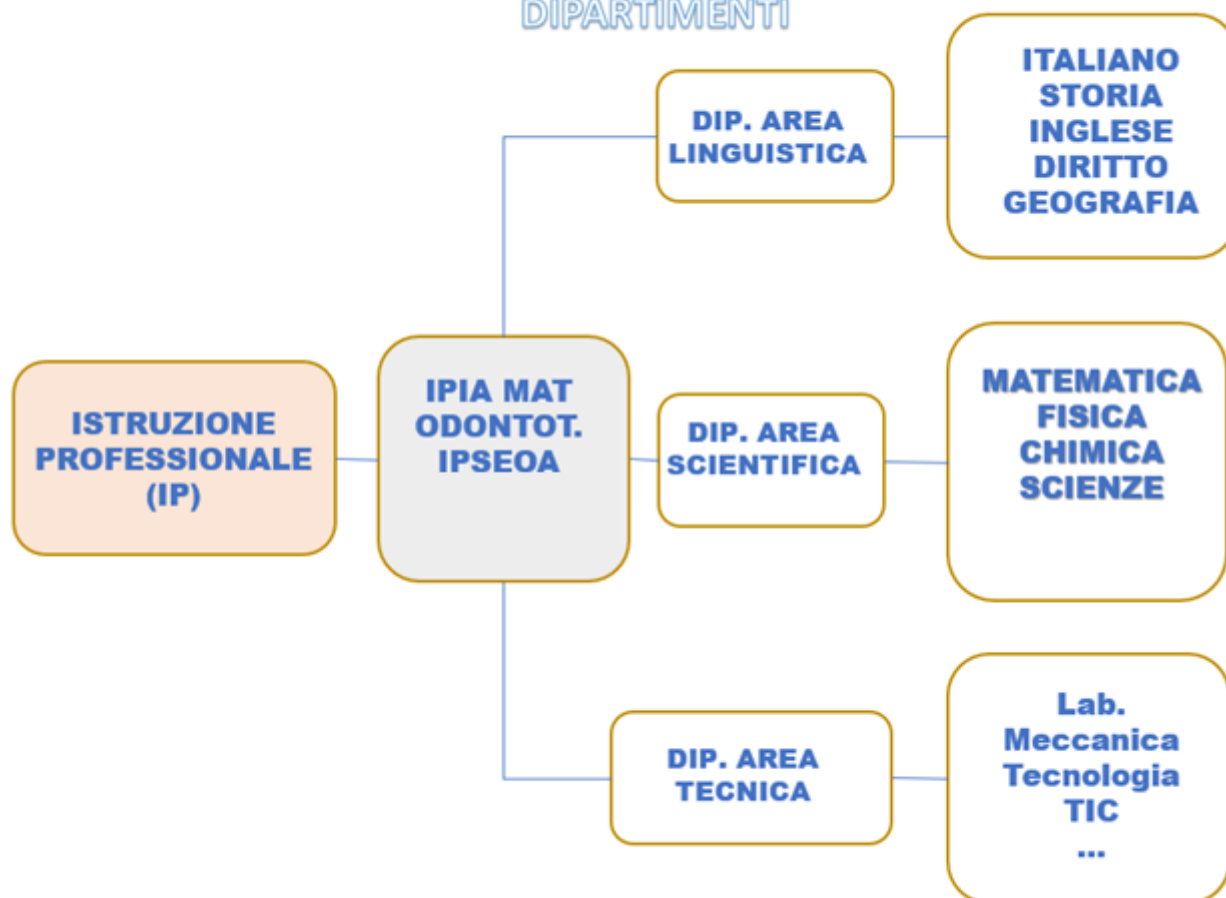 DIPARTIMENTI
ISTRUZIONE
PROFESSIONALE
(IP)
IPIA MAT
ODONTOT.
IPSEOA
DIP. AREA
LINGUISTICA
ITALIANO
STORIA
INGLESE
DIRITTO
GEOGRAFIA
DIP. AREA
SCIENTIFICA
MATEMATICA
FISICA
CHIMICA
SCIENZE
DIP. AREA
TECNICA
Lab.
Meccanica
Tecnologia
TIC
...